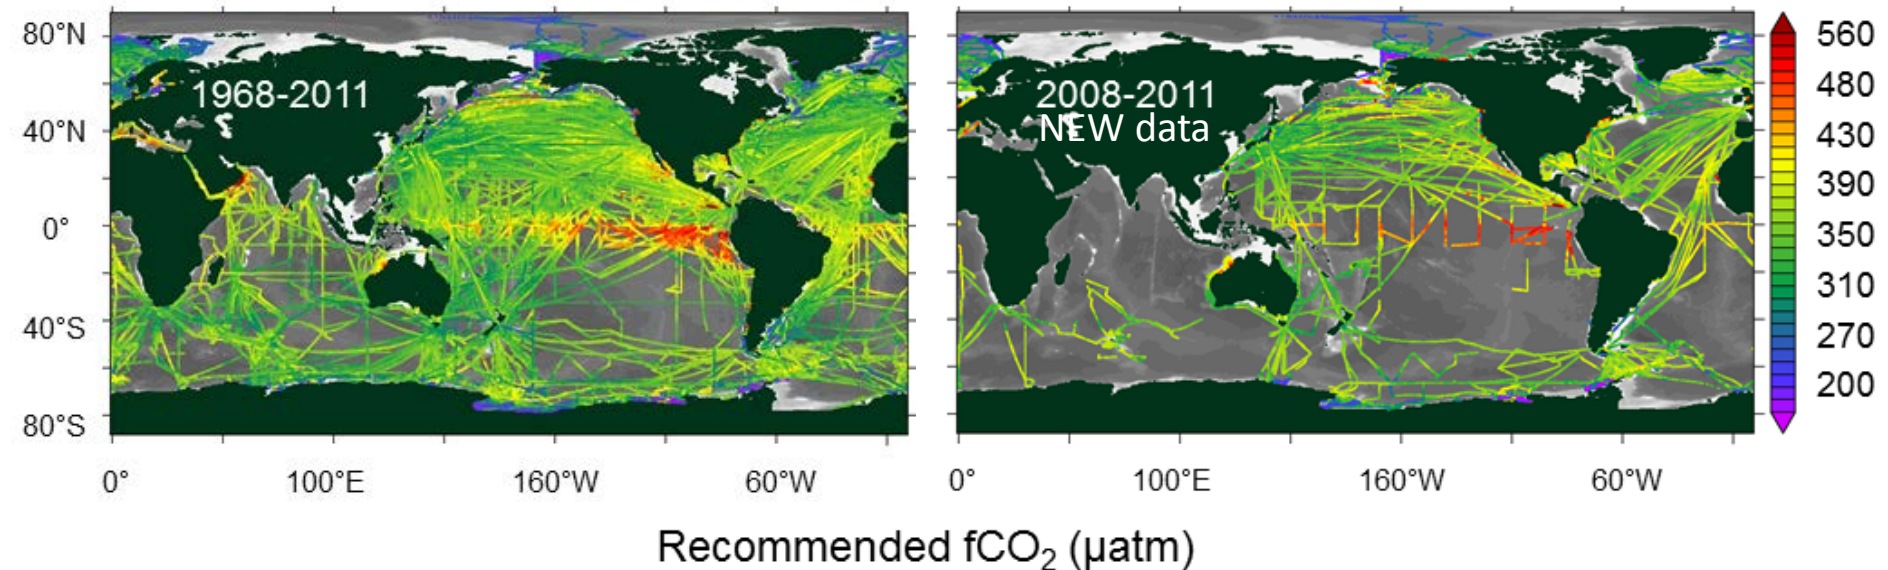 80°N
40°N
0°
40°S
80°S
1968-2011
0°
100°E
160°W
60°W
2008-2011
NEW data
0°
100°E
160°W
60°W
560
480
430
390
350
310
270
200
Recommended fCO₂ (µatm)